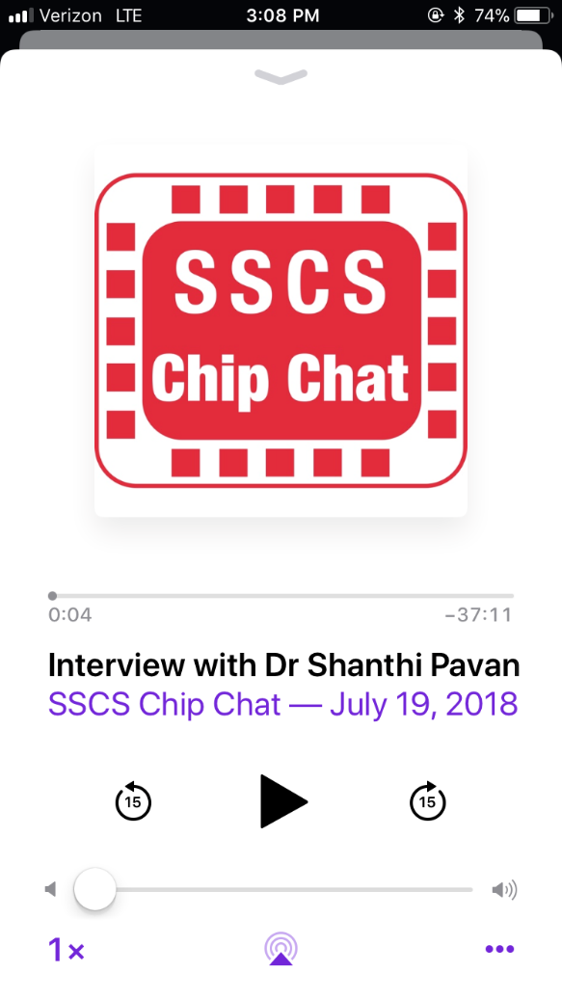 Verizon LTE 3:08 PM 74%
SSCS
Chip Chat
0:04 −37:11
Interview with Dr Shanthi Pavan
SSCS Chip Chat — July 19, 2018
15 15
1×